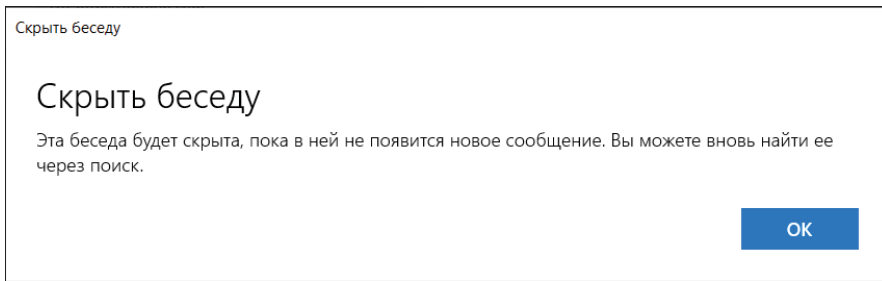 Скрыть беседу
Скрыть беседу
Эта беседа будет скрыта, пока в ней не появится новое сообщение. Вы можете вновь найти ее
через поиск.
ОК